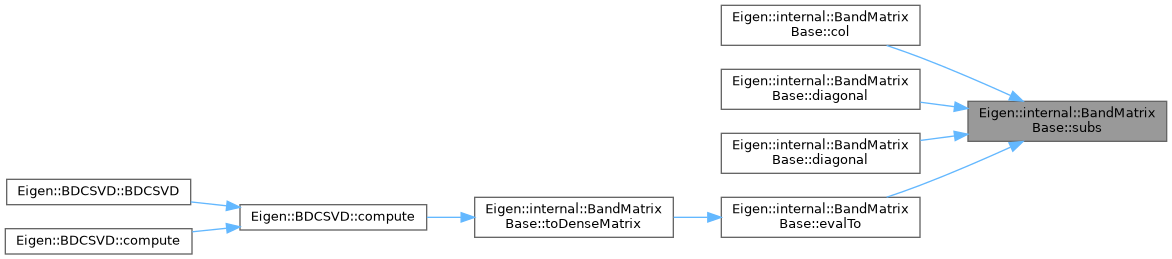 Eigen::internal::BandMatrix
Base::col
Eigen::internal::BandMatrix
Base::diagonal
Eigen::internal::BandMatrix
Base::subs
Eigen::internal::BandMatrix
Base::diagonal
Eigen::BDCSVD::BDCSVD
Eigen::BDCSVD::compute
Eigen::BDCSVD::compute
Eigen::internal::BandMatrix
Base::toDenseMatrix
Eigen::internal::BandMatrix
Base::evalTo